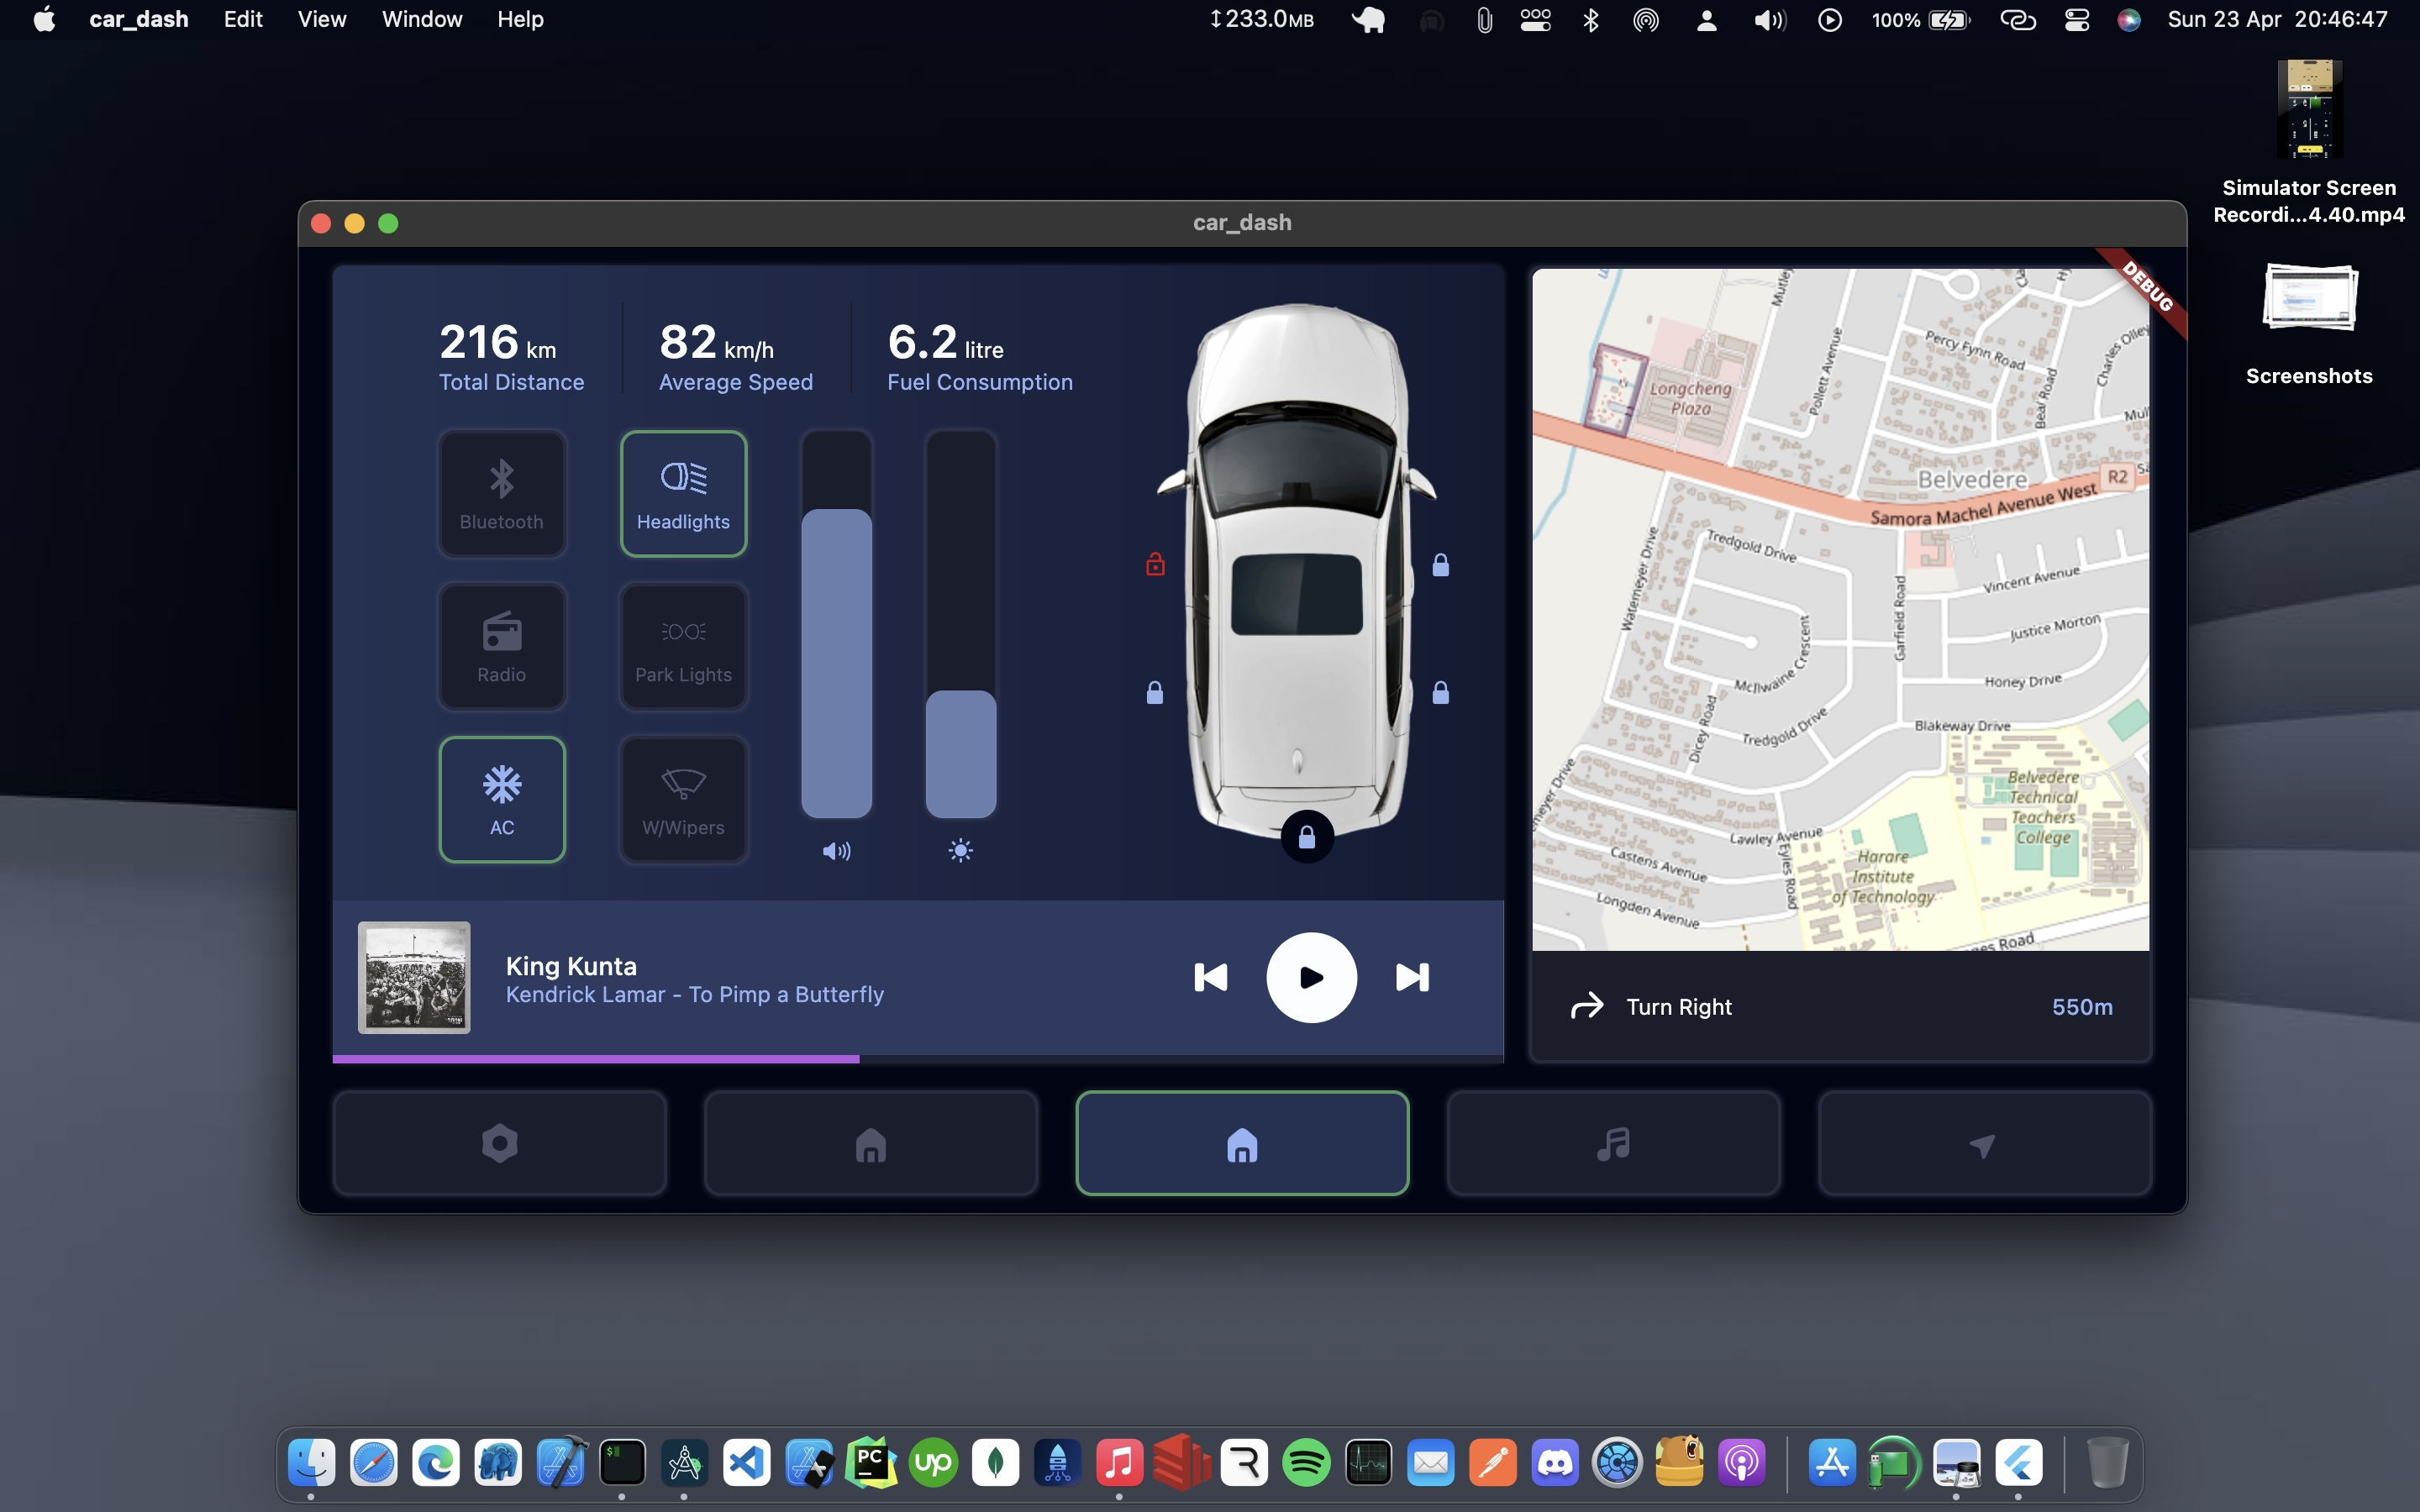 car_dash Edit View Window Help
↕233.0MB
100%
Sun 23 Apr 20:46:47
Simulator Screen
Recordi...4.40.mp4
Screenshots
car_dash
DEBUG
216 km
Total Distance
82 km/h
Average Speed
6.2 litre
Fuel Consumption
Bluetooth
Headlights
Radio
Park Lights
AC
W/Wipers
King Kunta
Kendrick Lamar - To Pimp a Butterfly
Longcheng
Plaza
Pollett Avenue
Percy Fynn Road
Beal Road
Charles Olley
Belvedere
R2
Samora Machel Avenue West
Tredgold Drive
Watermeyer Drive
Vincent Avenue
Garfield Road
Justice Morton
McIlwaine Crescent
Honey Drive
Dicey Road
Tredgold Drive
Blakeway Drive
Belvedere
Technical
Teachers
College
Lawley Avenue
Castens Avenue
Eyles Road
Harare
Institute
of Technology
Longden Avenue
Turn Right
550m
PC
up